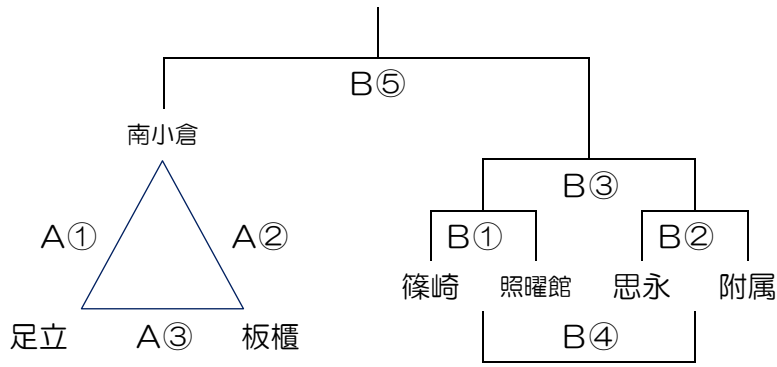 B⑤
南小倉
B③
A① A② B① B②
篠崎 照曜館 思永 附属
足立 A③ 板櫃 B④